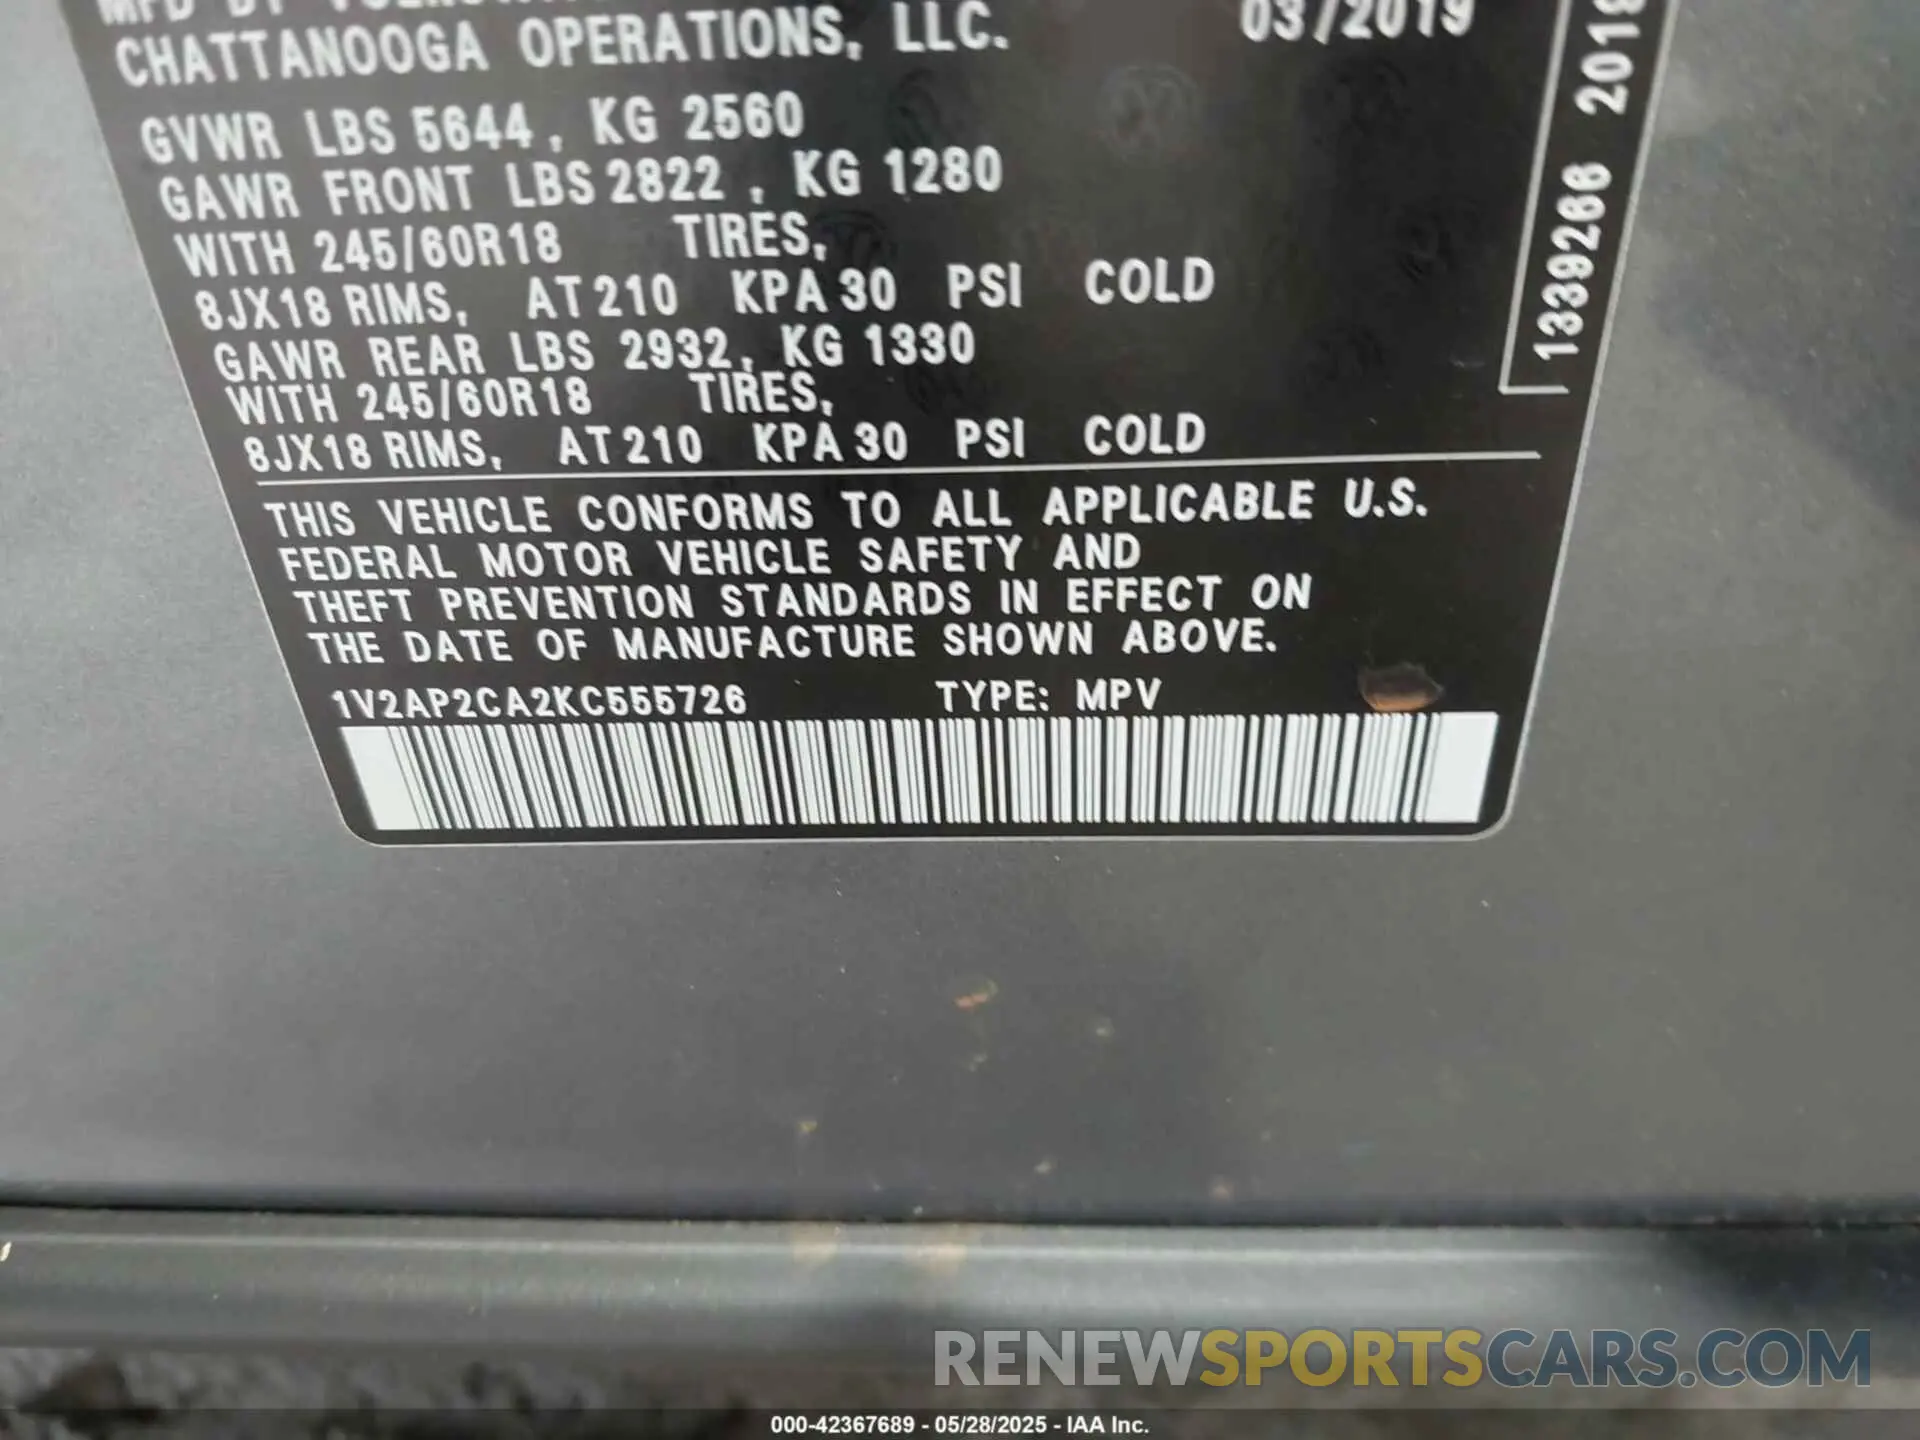 MFD BY
CHATTANOOGA OPERATIONS, LLC.
03/2019
GVWR LBS 5644, KG 2560
GAWR FRONT LBS 2822, KG 1280
WITH 245/60R18 TIRES,
8JX18 RIMS, AT 210 KPA 30 PSI COLD
GAWR REAR LBS 2932, KG 1330
WITH 245/60R18 TIRES,
8JX18 RIMS, AT 210 KPA 30 PSI COLD
THIS VEHICLE CONFORMS TO ALL APPLICABLE U.S.
FEDERAL MOTOR VEHICLE SAFETY AND
THEFT PREVENTION STANDARDS IN EFFECT ON
THE DATE OF MANUFACTURE SHOWN ABOVE.
1V2AP2CA2KC555726 TYPE: MPV
1339266
RENEWSPORTSCARS.COM
000-42367689 - 05/28/2025 - IAA Inc.